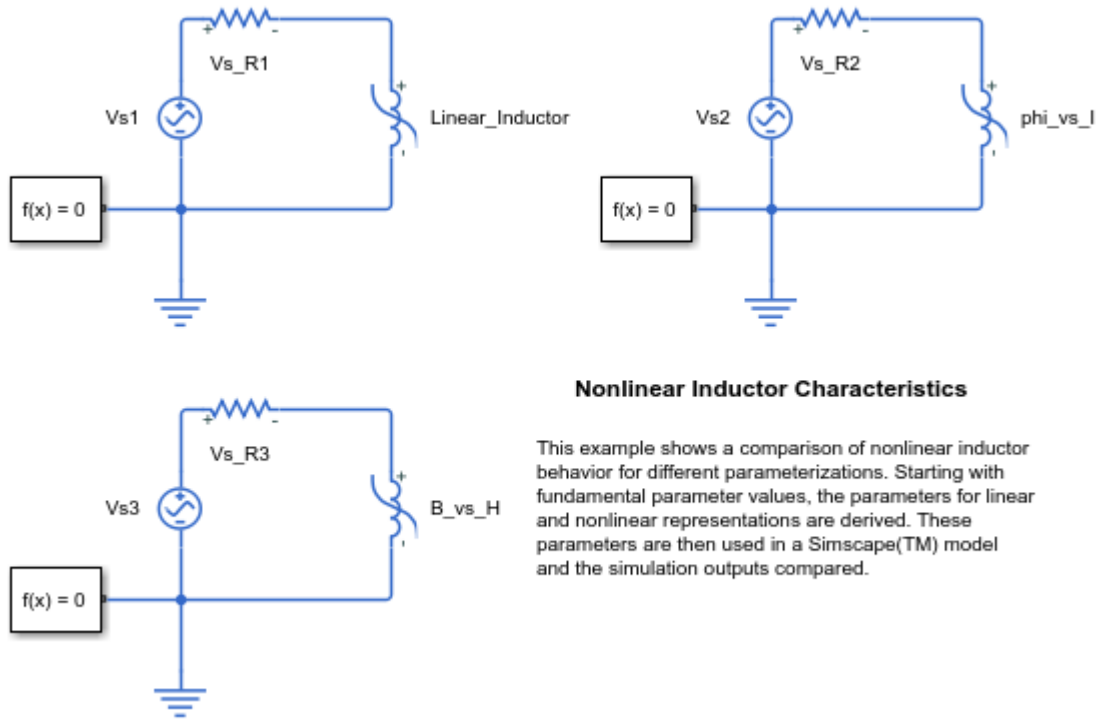 Vs_R1
Vs1
Linear_Inductor
f(x) = 0
Vs_R2
Vs2
phi_vs_I
f(x) = 0
Vs_R3
Vs3
B_vs_H
f(x) = 0
Nonlinear Inductor Characteristics
This example shows a comparison of nonlinear inductor
behavior for different parameterizations. Starting with
fundamental parameter values, the parameters for linear
and nonlinear representations are derived. These
parameters are then used in a Simscape(TM) model
and the simulation outputs compared.